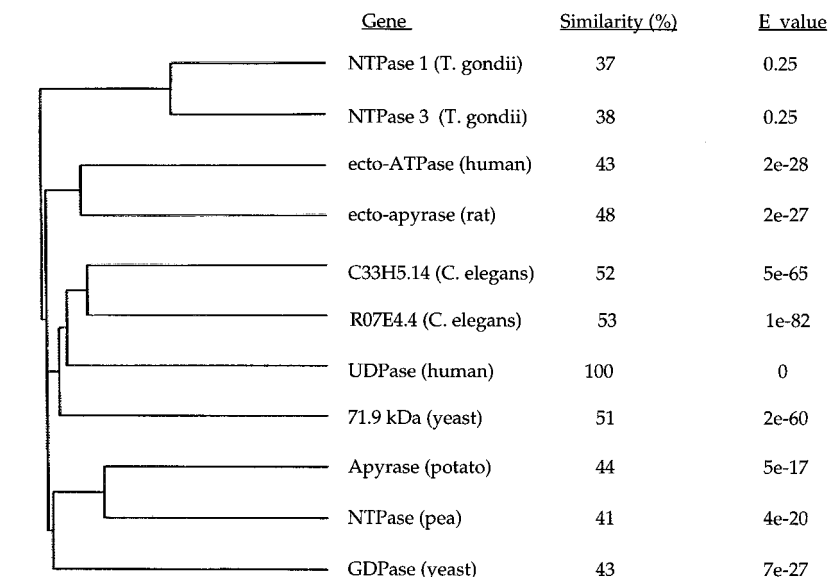 Gene Similarity (%) E value
NTPase 1 (T. gondii) 37 0.25
NTPase 3 (T. gondii) 38 0.25
ecto-ATPase (human) 43 2e-28
ecto-apyrase (rat) 48 2e-27
C33H5.14 (C. elegans) 52 5e-65
R07E4.4 (C. elegans) 53 1e-82
UDPase (human) 100 0
71.9 kDa (yeast) 51 2e-60
Apyrase (potato) 44 5e-17
NTPase (pea) 41 4e-20
GDPase (yeast) 43 7e-27